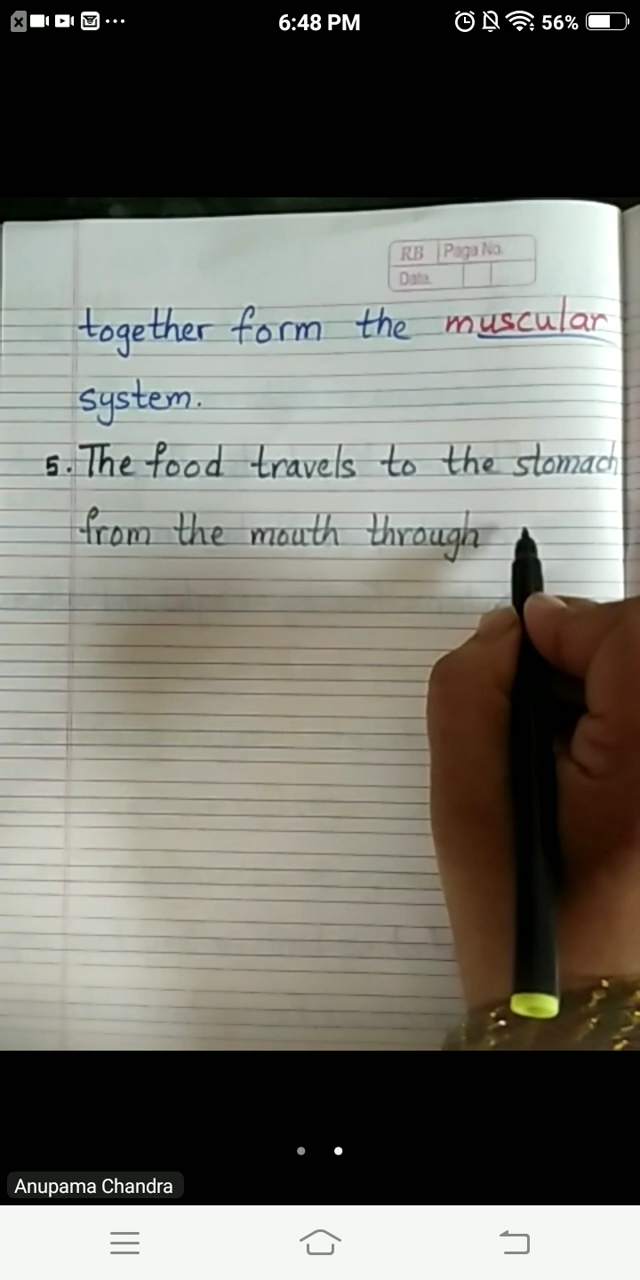 6:48 PM
56%
RB Page No.
Date.
together form the muscular
system.
5. The food travels to the stomach
from the mouth through
Anupama Chandra